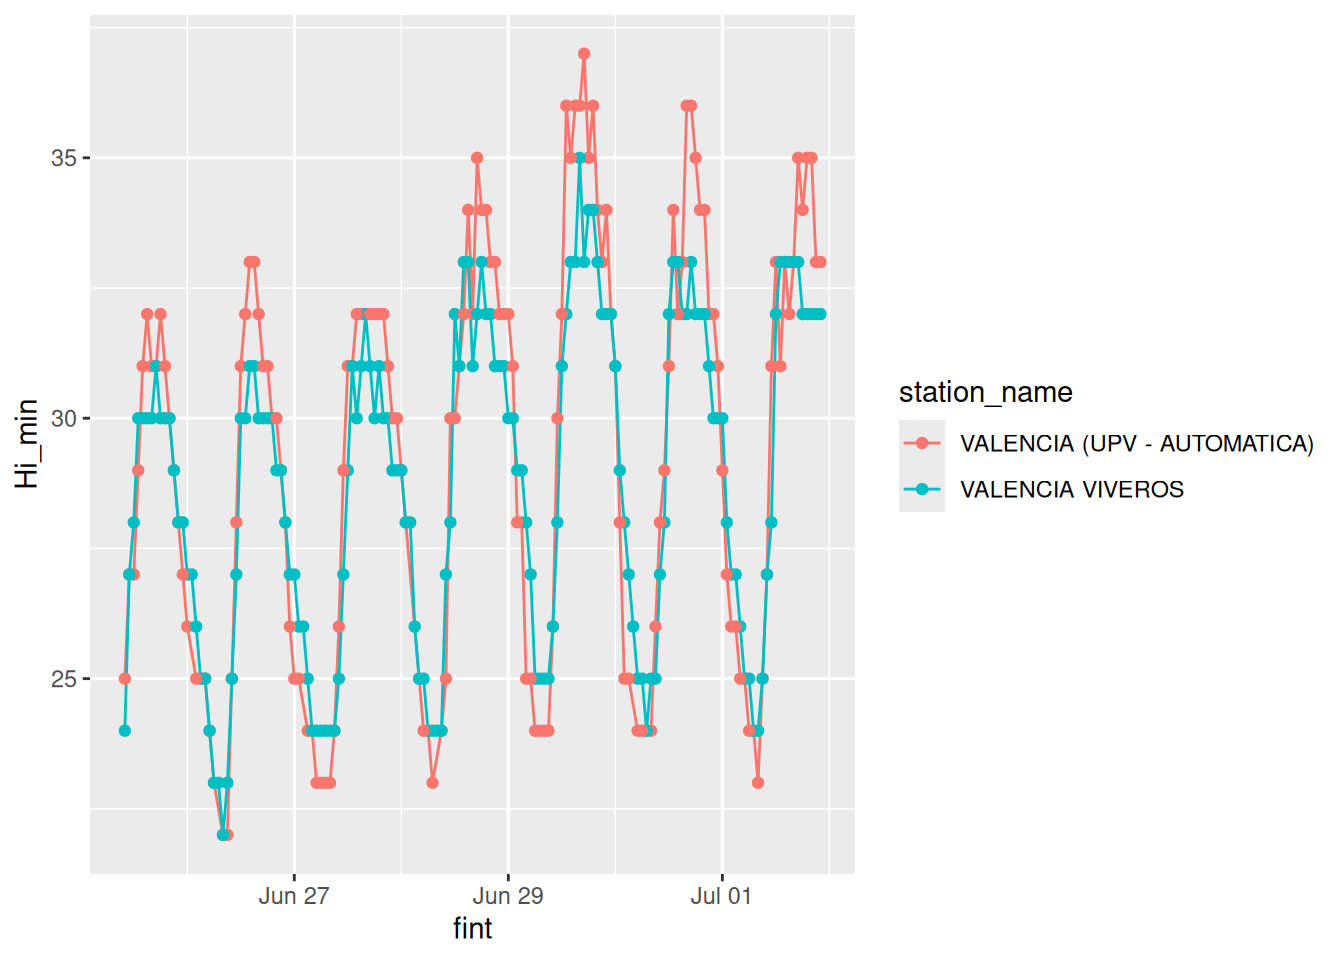 35
30
25
Hi_min
Jun 27
Jun 29
Jul 01
fint
station_name
VALENCIA (UPV - AUTOMATICA)
VALENCIA VIVEROS